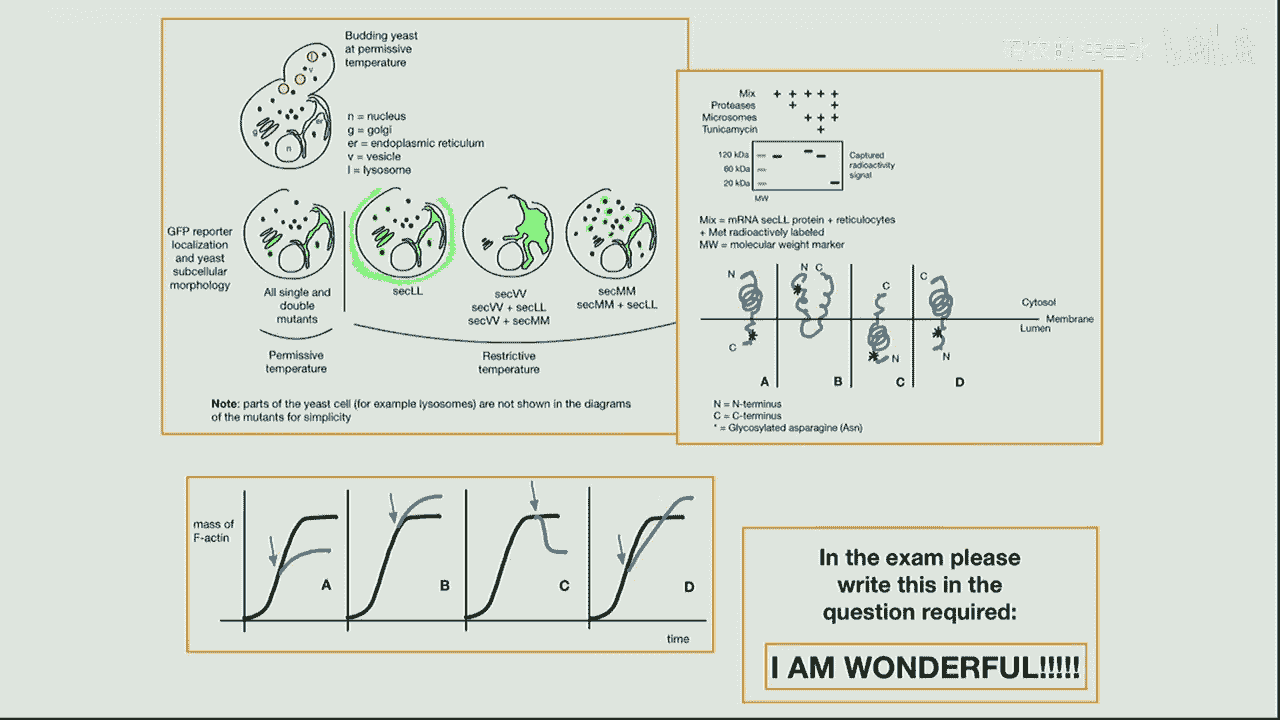 Budding yeast
at permissive
temperature
n = nucleus
g = golgi
er = endoplasmic reticulum
v = vesicle
l = lysosome
l
v
er
g
n
GFP reporter
localization
and yeast
subcellular
morphology
All single and
double
mutants
secLL
secVV
secVV + secLL
secVV + secMM
secMM
secMM + secLL
Permissive
temperature
Restrictive
temperature
Note: parts of the yeast cell (for example lysosomes) are not shown in the diagrams
of the mutants for simplicity
Mix + + + + +
Proteases + +
Microsomes + + +
Tunicamycin +
120 kDa
60 kDa
20 kDa
MW
Captured
radioactivity
signal
Mix = mRNA secLL protein + reticulocytes
+ Met radioactively labeled
MW = molecular weight marker
N N C C C
Cytosol
Membrane
Lumen
C N N
A B C D
N = N-terminus
C = C-terminus
* = Glycosylated asparagine (Asn)
mass of
F-actin
A B C D
time
In the exam please
write this in the
question required:
I AM WONDERFUL!!!!!